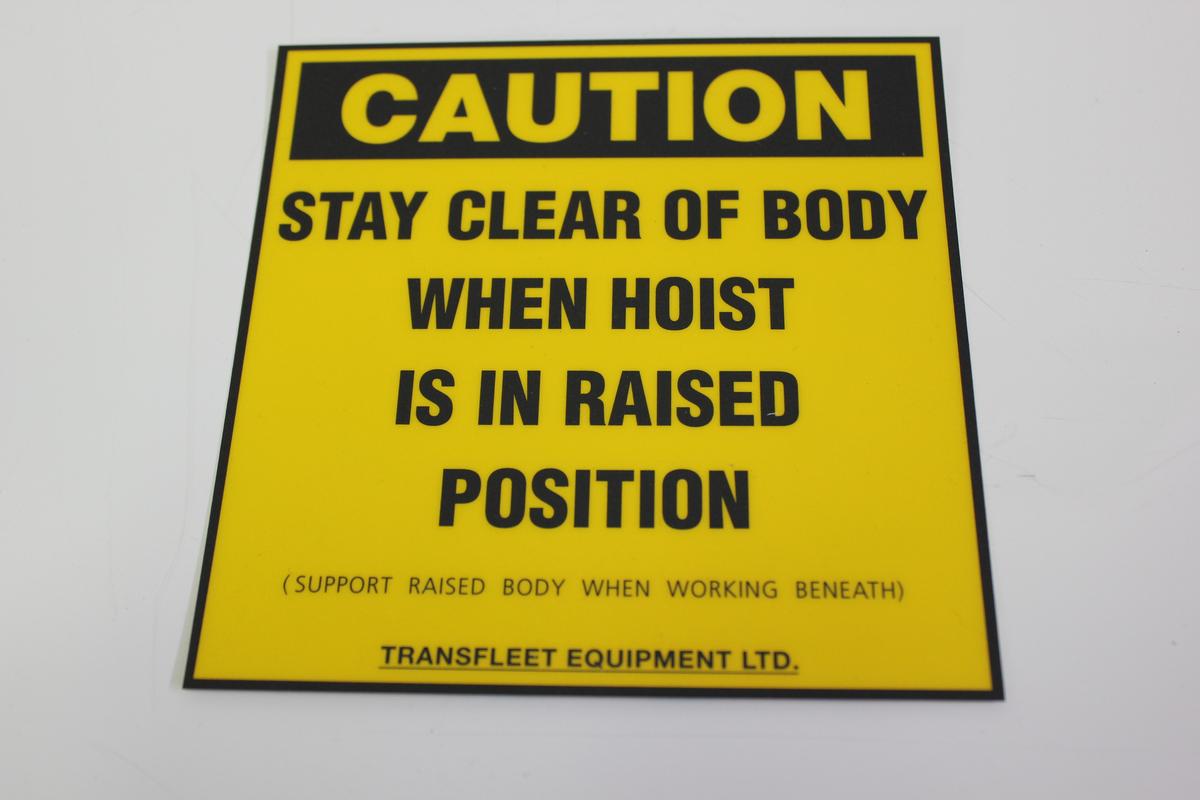 CAUTION
STAY CLEAR OF BODY
WHEN HOIST
IS IN RAISED
POSITION
(SUPPORT RAISED BODY WHEN WORKING BENEATH)
TRANSFLEET EQUIPMENT LTD.